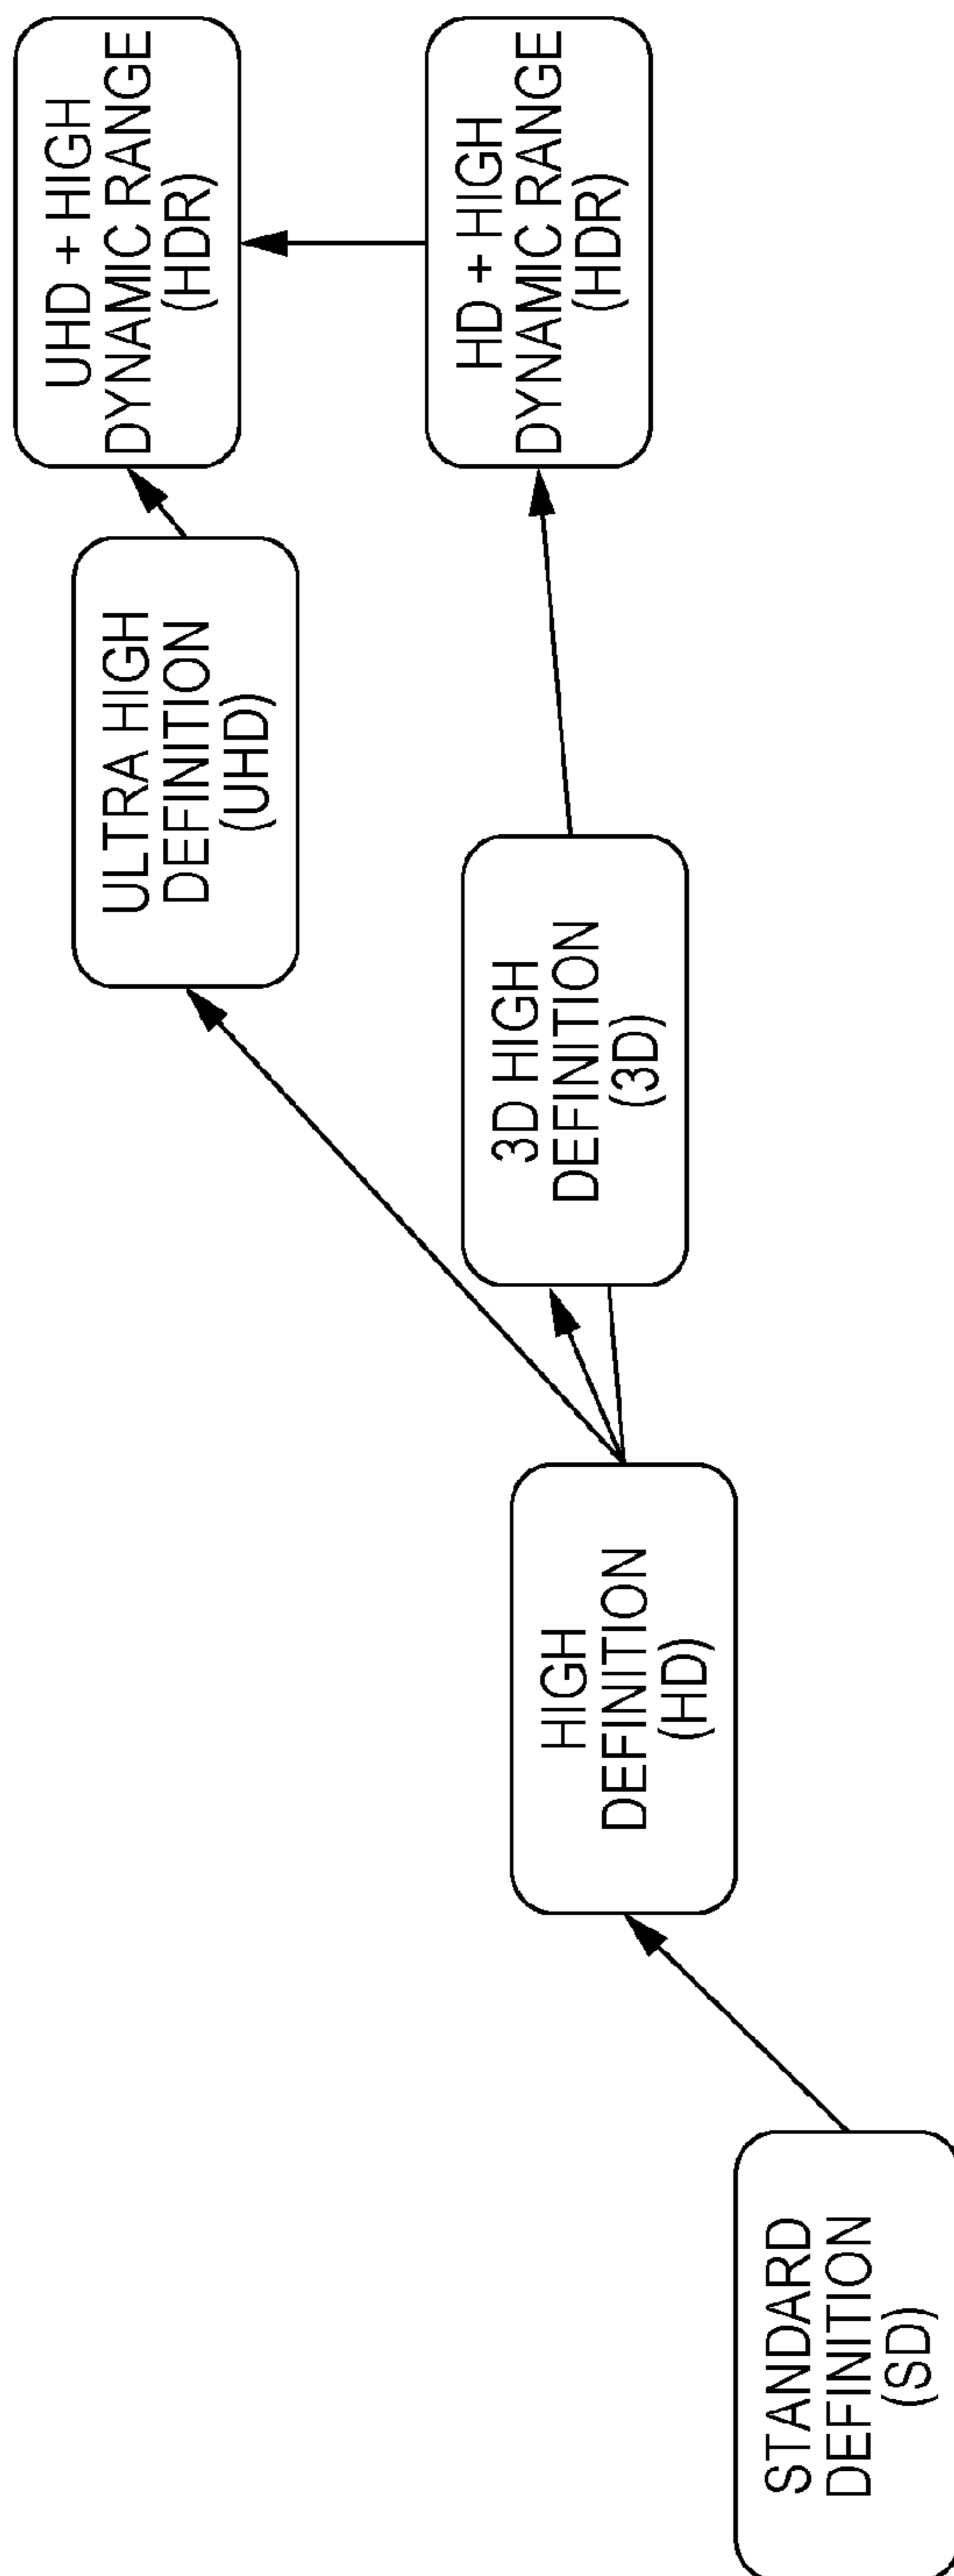 STANDARD
DEFINITION
(SD)
HIGH
DEFINITION
(HD)
3D HIGH
DEFINITION
(3D)
ULTRA HIGH
DEFINITION
(UHD)
UHD + HIGH
DYNAMIC RANGE
(HDR)
HD + HIGH
DYNAMIC RANGE
(HDR)